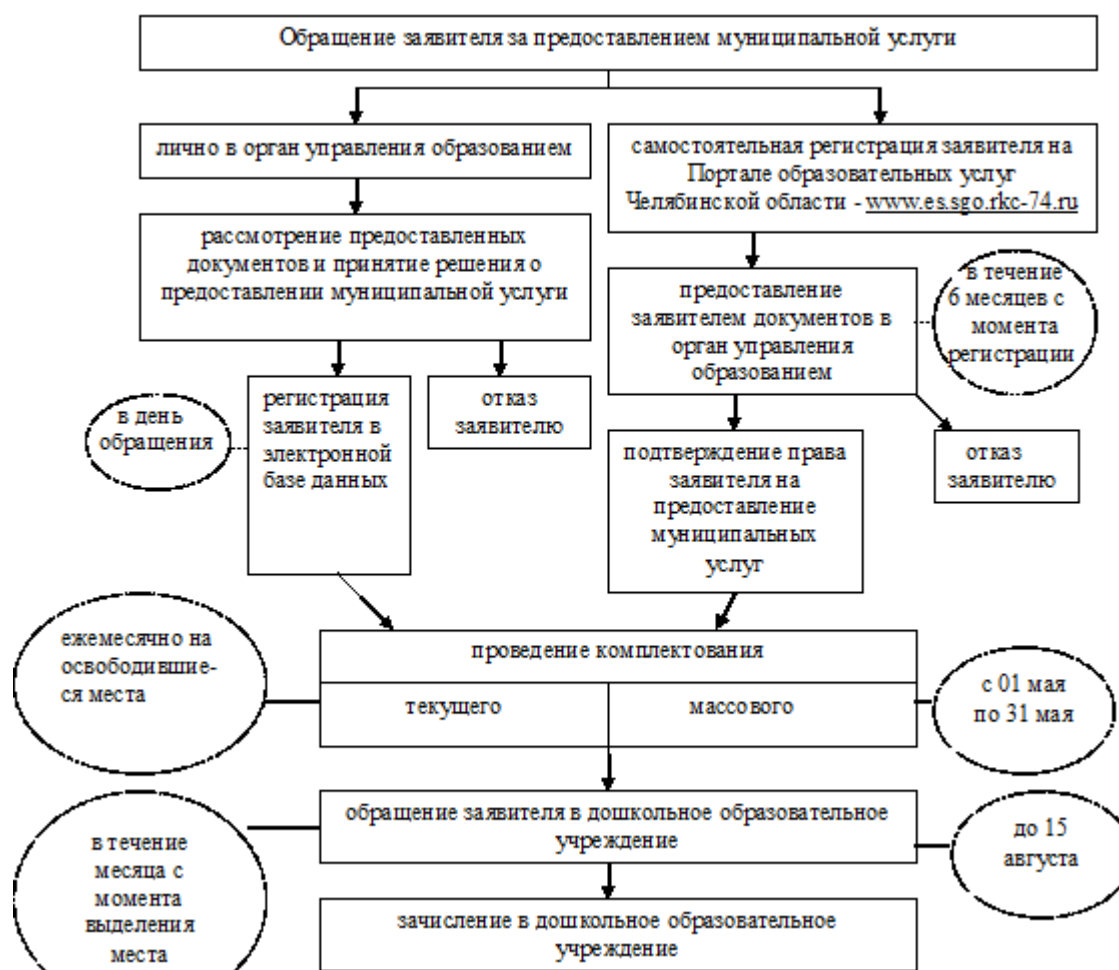 Обращение заявителя за предоставлением муниципальной услуги
лично в орган управления образованием
самостоятельная регистрация заявителя на
Портале образовательных услуг
Челябинской области - www.es.sgo.rkc-74.ru
рассмотрение предоставленных
документов и принятие решения о
предоставлении муниципальной услуги
предоставление
заявителем документов в
орган управления
образованием
в течение
6 месяцев с
момента
регистрации
в день
обращения
регистрация
заявителя в
электронной
базе данных
отказ
заявителю
подтверждение права
заявителя на
предоставление
муниципальных
услуг
отказ
заявителю
ежемесячно на
освободившие-
ся места
проведение комплектования
текущего
массового
с 01 мая
по 31 мая
обращение заявителя в дошкольное образовательное
учреждение
в течение
месяца с
момента
выделения
места
до 15
августа
зачисление в дошкольное образовательное
учреждение